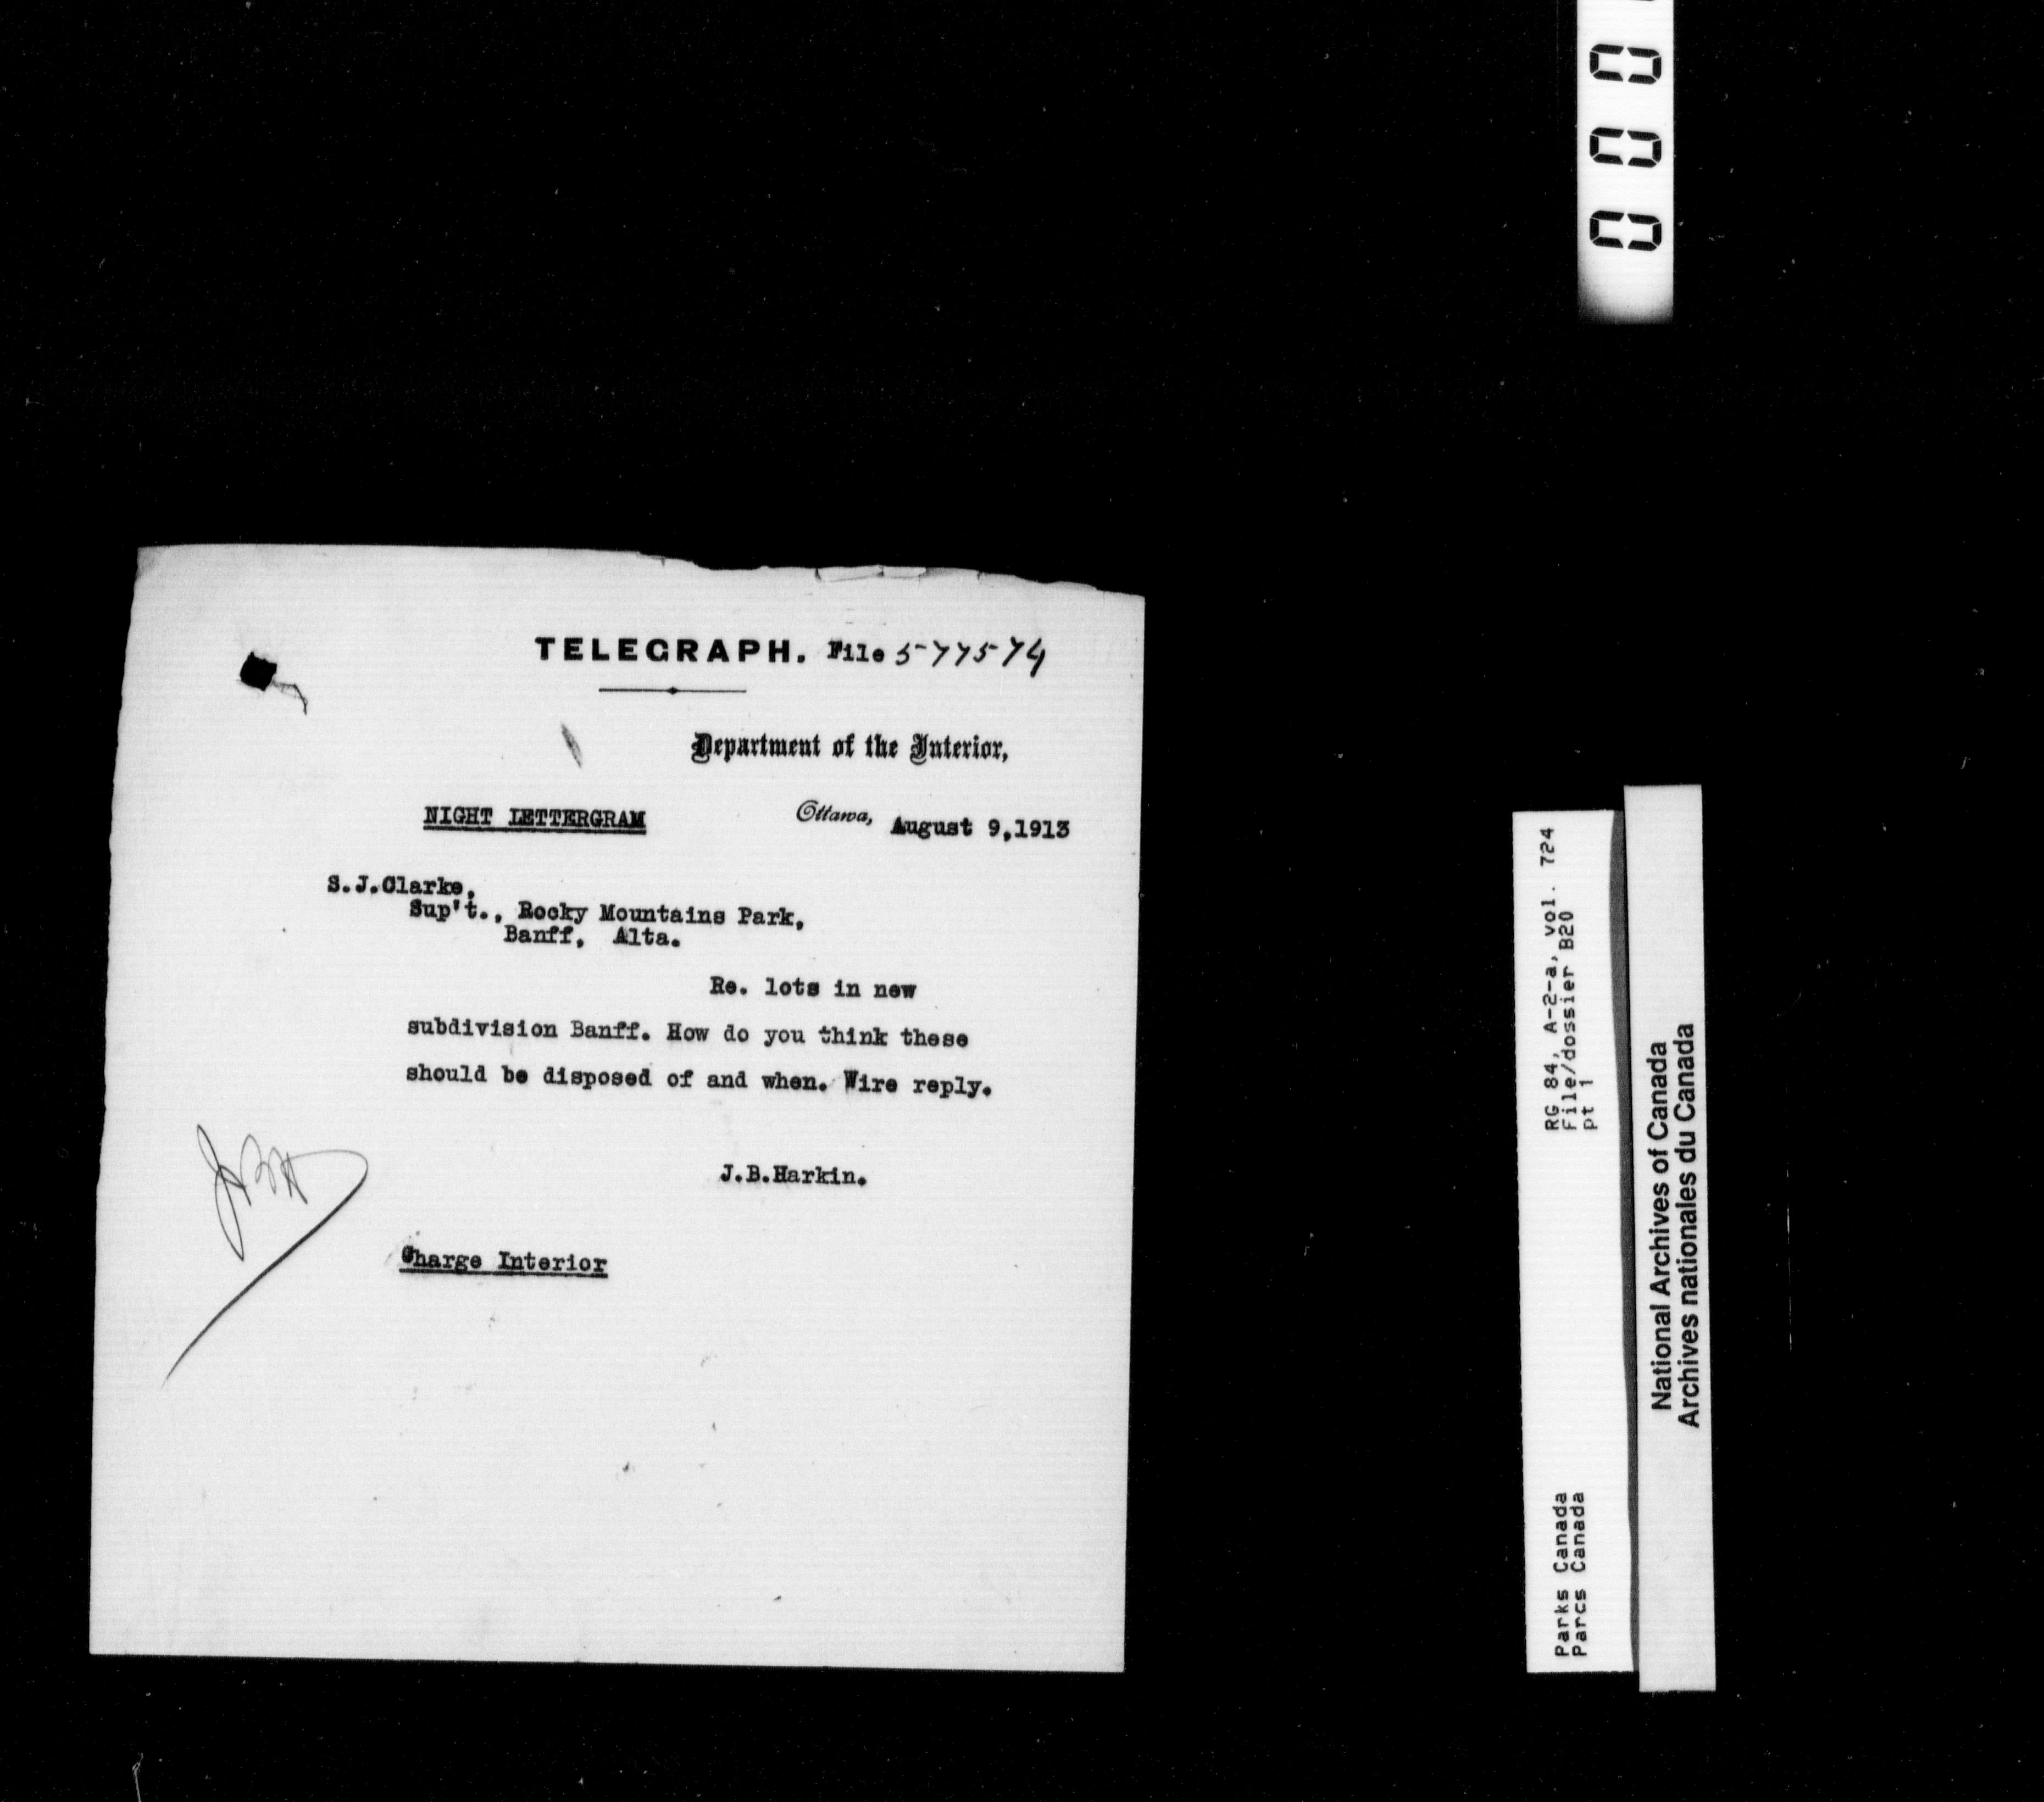 TELEGRAPH. File 577574
Department of the Interior,
NIGHT LETTERGRAM
Ottawa, August 9,1913
S.J.Clarke,
Sup't., Rocky Mountains Park,
Banff, Alta.
Re. lots in new
subdivision Banff. How do you think these
should be disposed of and when. Wire reply.
J.B.Harkin.
JBH
Charge Interior
000
RG 84, A-2-a, vol. 724
File/dossier B20
pt 1
Parks Canada
Parcs Canada
National Archives of Canada
Archives nationales du Canada